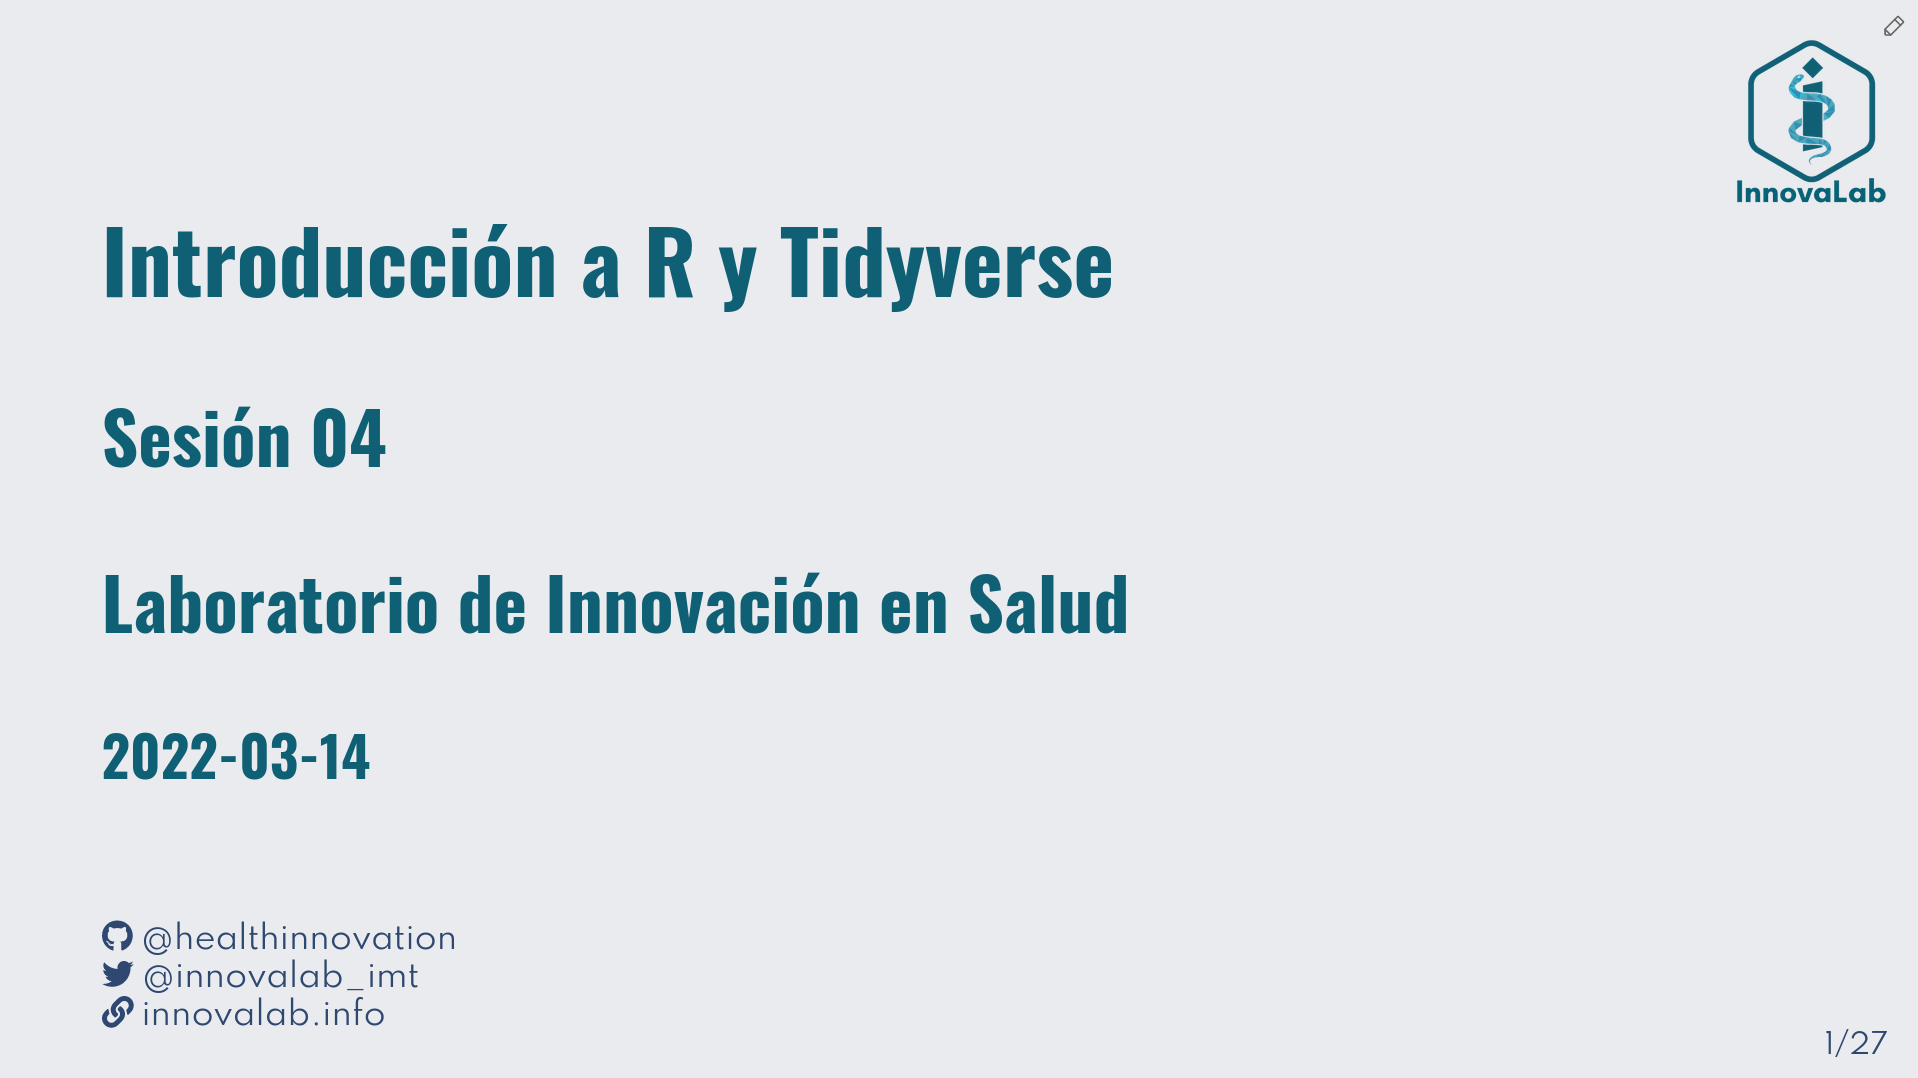 InnovaLab
Introducción a R y Tidyverse
Sesión 04
Laboratorio de Innovación en Salud
2022-03-14
@healthinnovation
@innovalab_imt
innovalab.info
1/27